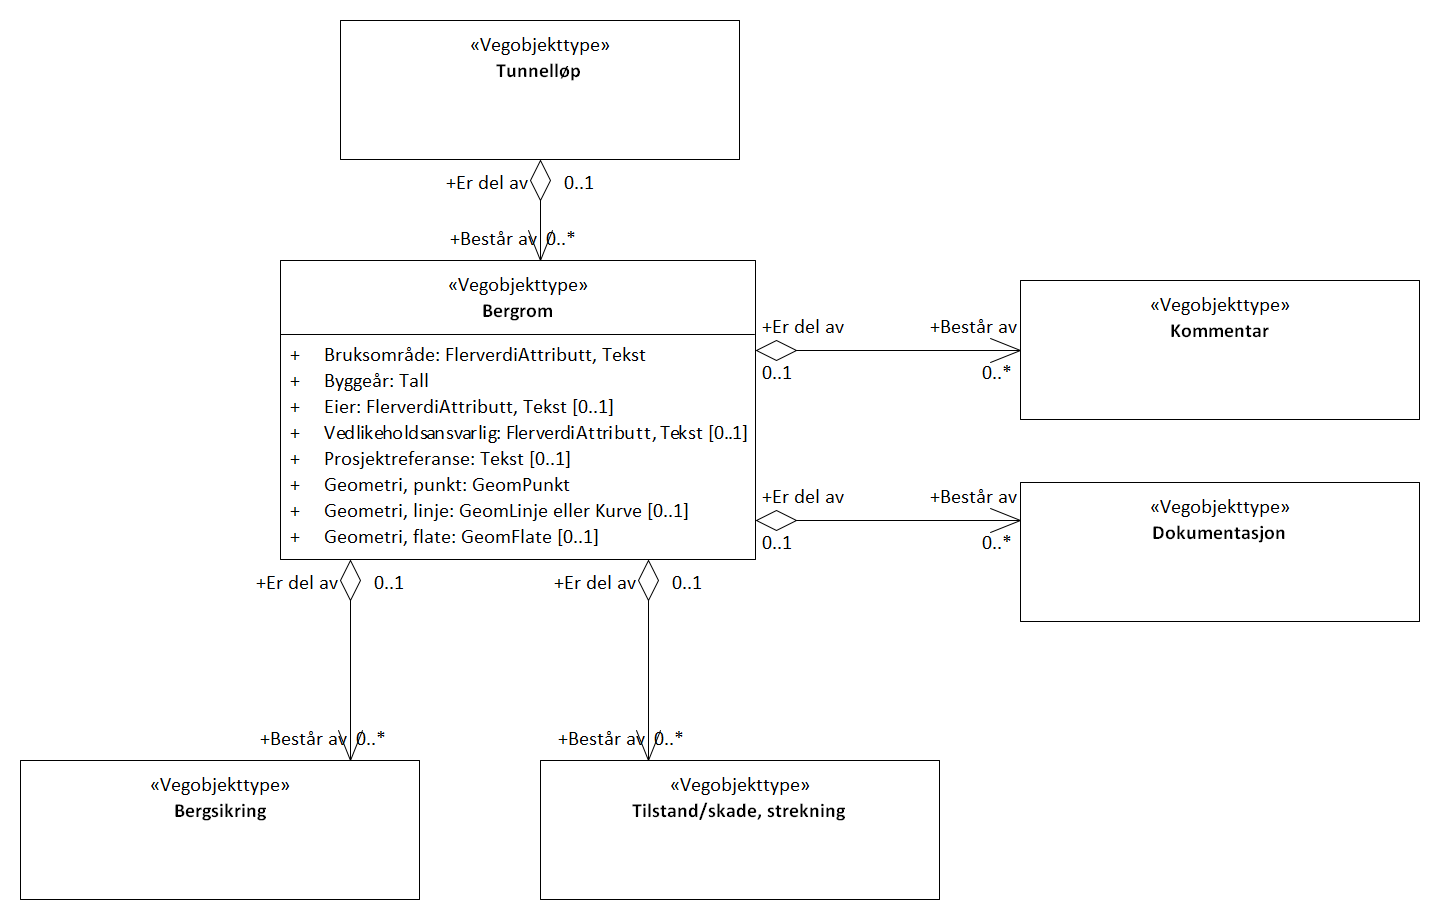 «Vegobjekttype»
Tunnelløp
+Er del av 0..1
+Består av 0..*
«Vegobjekttype»
Bergrom
+ Bruksområde: FlerverdiAttributt, Tekst
+ Byggeår: Tall
+ Eier: FlerverdiAttributt, Tekst [0..1]
+ Vedlikeholdsansvarlig: FlerverdiAttributt, Tekst [0..1]
+ Prosjektreferanse: Tekst [0..1]
+ Geometri, punkt: GeomPunkt
+ Geometri, linje: GeomLinje eller Kurve [0..1]
+ Geometri, flate: GeomFlate [0..1]
+Er del av +Består av
0..1 0..*
«Vegobjekttype»
Kommentar
+Er del av +Består av
0..1 0..*
«Vegobjekttype»
Dokumentasjon
+Er del av 0..1
+Består av 0..*
«Vegobjekttype»
Bergsikring
+Er del av 0..1
+Består av 0..*
«Vegobjekttype»
Tilstand/skade, strekning